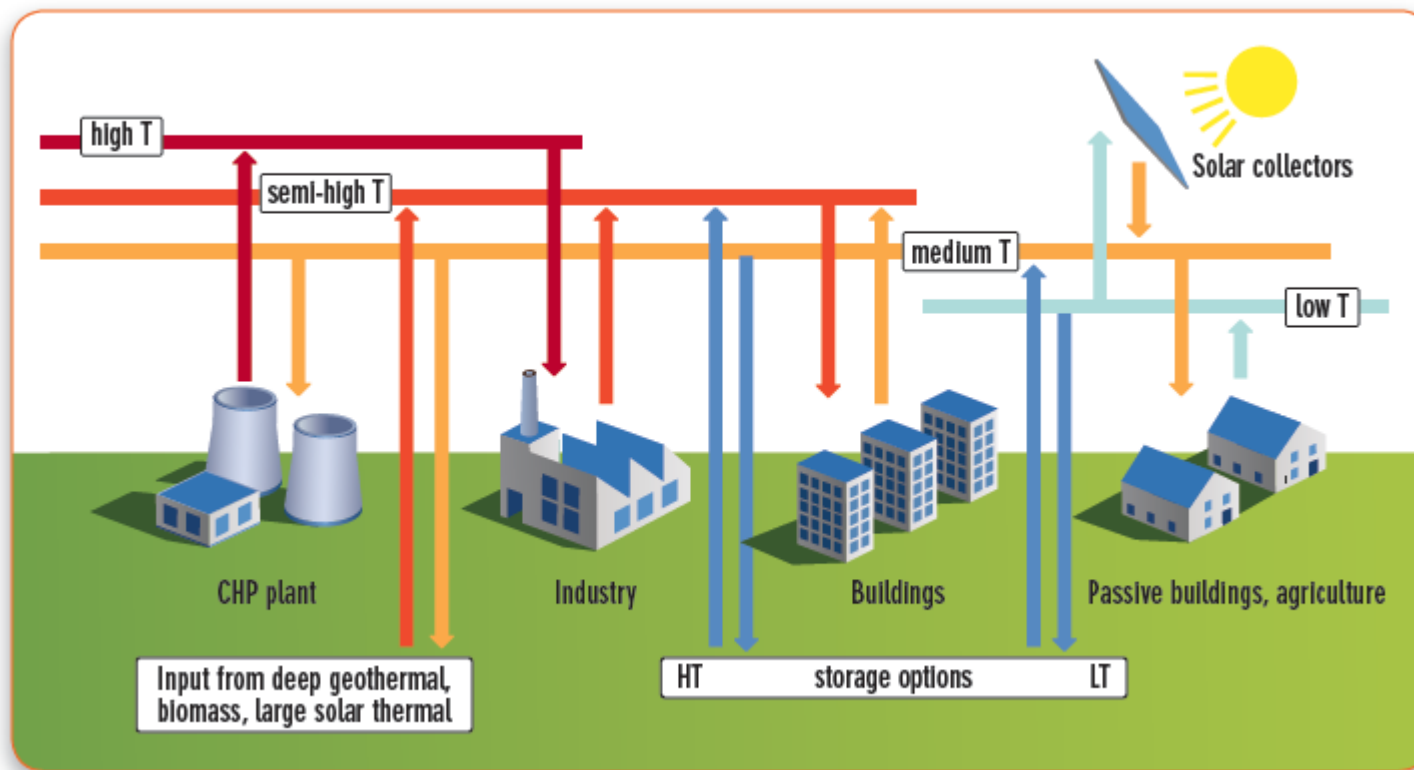 high T
semi-high T
medium T
low T
Solar collectors
CHP plant
Industry
Buildings
Passive buildings, agriculture
Input from deep geothermal,
biomass, large solar thermal
HT storage options LT